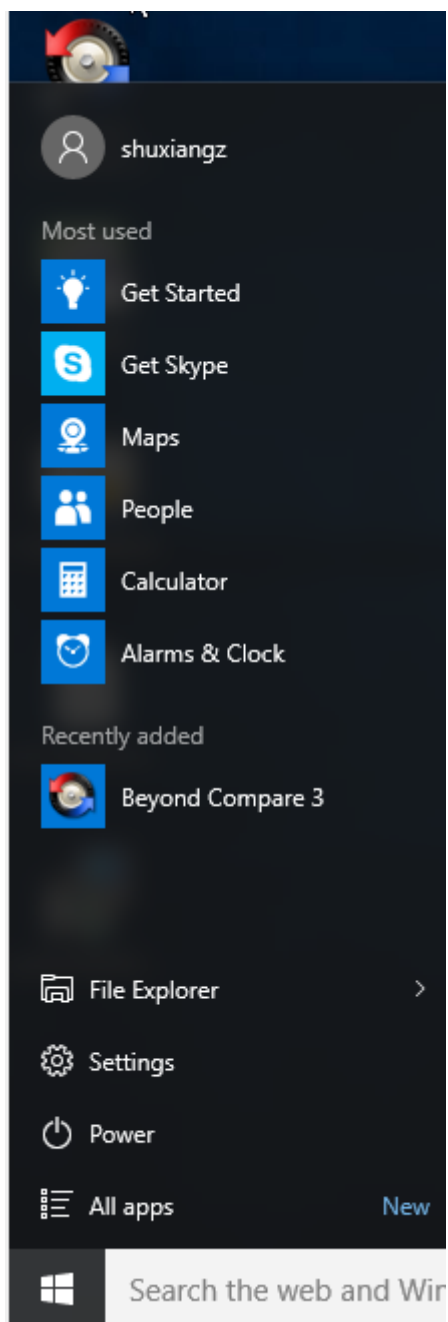 shuxiangz
Most used
Get Started
Get Skype
Maps
People
Calculator
Alarms & Clock
Recently added
Beyond Compare 3
File Explorer
Settings
Power
All apps New
Search the web and Win